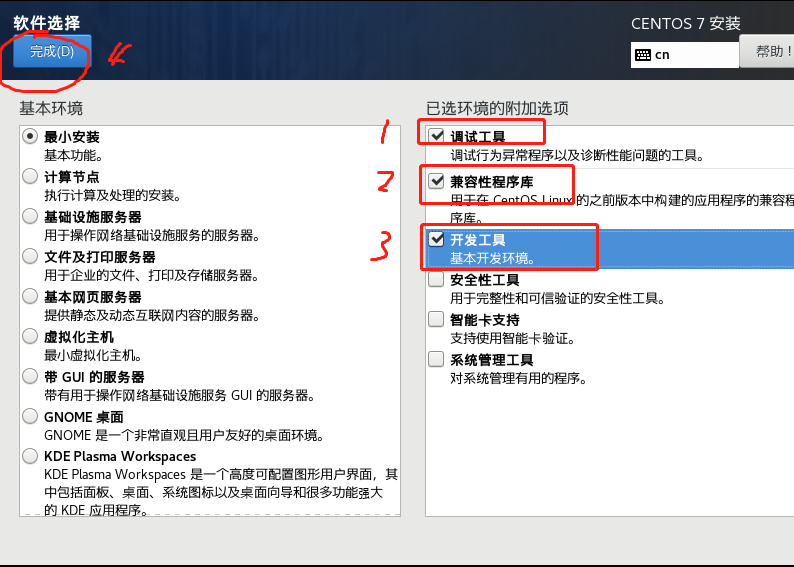 软件选择
CENTOS 7 安装
完成(D)
4
cn
帮助！
基本环境
已选环境的附加选项
最小安装
基本功能。
计算节点
执行计算及处理的安装。
基础设施服务器
用于操作网络基础设施服务的服务器。
文件及打印服务器
用于企业的文件、打印及存储服务器。
基本网页服务器
提供静态及动态互联网内容的服务器。
虚拟化主机
最小虚拟化主机。
带 GUI 的服务器
带有用于操作网络基础设施服务 GUI 的服务器。
GNOME 桌面
GNOME 是一个非常直观且用户友好的桌面环境。
KDE Plasma Workspaces
KDE Plasma Workspaces 是一个高度可配置图形用户界面，其
中包括面板、桌面、系统图标以及桌面向导和很多功能强大
的 KDE 应用程序。
1
调试工具
调试行为异常程序以及诊断性能问题的工具。
2
兼容性程序库
用于在 CentOS Linux 的之前版本中构建的应用程序的兼容程
序库。
3
开发工具
基本开发环境。
安全性工具
用于完整性和可信验证的安全性工具。
智能卡支持
支持使用智能卡验证。
系统管理工具
对系统管理有用的程序。